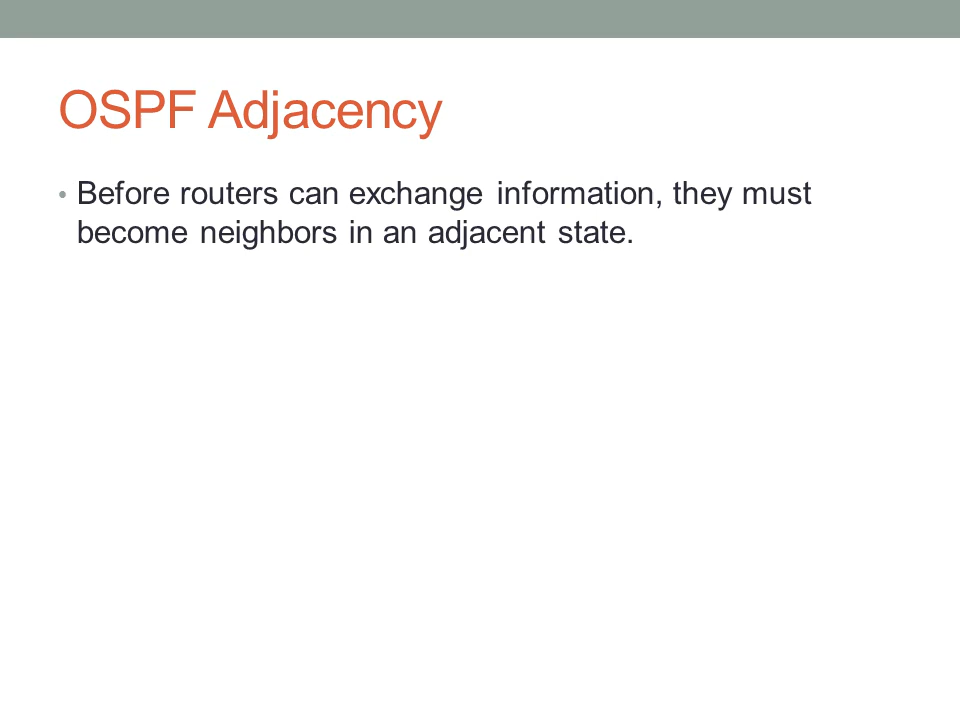 OSPF Adjacency
• Before routers can exchange information, they must
become neighbors in an adjacent state.